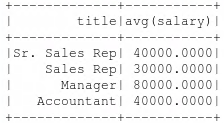 +------------+-----------+
|       title|avg(salary)|
+------------+-----------+
|Sr. Sales Rep| 40000.0000|
|   Sales Rep| 30000.0000|
|     Manager| 80000.0000|
|  Accountant| 40000.0000|
+------------+-----------+